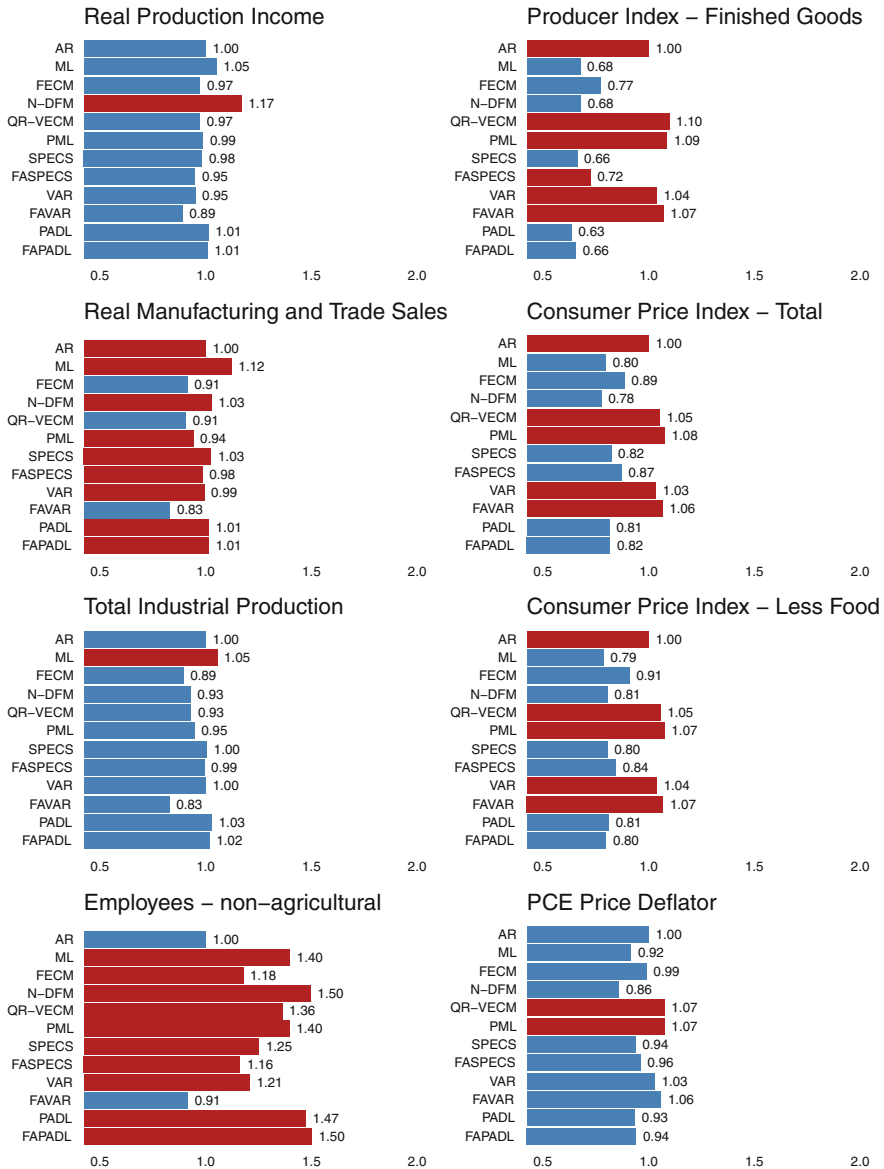 Real Production Income
AR 1.00
ML 1.05
FECM 0.97
N−DFM 1.17
QR−VECM 0.97
PML 0.99
SPECS 0.98
FASPECS 0.95
VAR 0.95
FAVAR 0.89
PADL 1.01
FAPADL 1.01
0.5 1.0 1.5 2.0
Producer Index − Finished Goods
AR 1.00
ML 0.68
FECM 0.77
N−DFM 0.68
QR−VECM 1.10
PML 1.09
SPECS 0.66
FASPECS 0.72
VAR 1.04
FAVAR 1.07
PADL 0.63
FAPADL 0.66
0.5 1.0 1.5 2.0
Real Manufacturing and Trade Sales
AR 1.00
ML 1.12
FECM 0.91
N−DFM 1.03
QR−VECM 0.91
PML 0.94
SPECS 1.03
FASPECS 0.98
VAR 0.99
FAVAR 0.83
PADL 1.01
FAPADL 1.01
0.5 1.0 1.5 2.0
Consumer Price Index − Total
AR 1.00
ML 0.80
FECM 0.89
N−DFM 0.78
QR−VECM 1.05
PML 1.08
SPECS 0.82
FASPECS 0.87
VAR 1.03
FAVAR 1.06
PADL 0.81
FAPADL 0.82
0.5 1.0 1.5 2.0
Total Industrial Production
AR 1.00
ML 1.05
FECM 0.89
N−DFM 0.93
QR−VECM 0.93
PML 0.95
SPECS 1.00
FASPECS 0.99
VAR 1.00
FAVAR 0.83
PADL 1.03
FAPADL 1.02
0.5 1.0 1.5 2.0
Consumer Price Index − Less Food
AR 1.00
ML 0.79
FECM 0.91
N−DFM 0.81
QR−VECM 1.05
PML 1.07
SPECS 0.80
FASPECS 0.84
VAR 1.04
FAVAR 1.07
PADL 0.81
FAPADL 0.80
0.5 1.0 1.5 2.0
Employees − non−agricultural
AR 1.00
ML 1.40
FECM 1.18
N−DFM 1.50
QR−VECM 1.36
PML 1.40
SPECS 1.25
FASPECS 1.16
VAR 1.21
FAVAR 0.91
PADL 1.47
FAPADL 1.50
0.5 1.0 1.5 2.0
PCE Price Deflator
AR 1.00
ML 0.92
FECM 0.99
N−DFM 0.86
QR−VECM 1.07
PML 1.07
SPECS 0.94
FASPECS 0.96
VAR 1.03
FAVAR 1.06
PADL 0.93
FAPADL 0.94
0.5 1.0 1.5 2.0